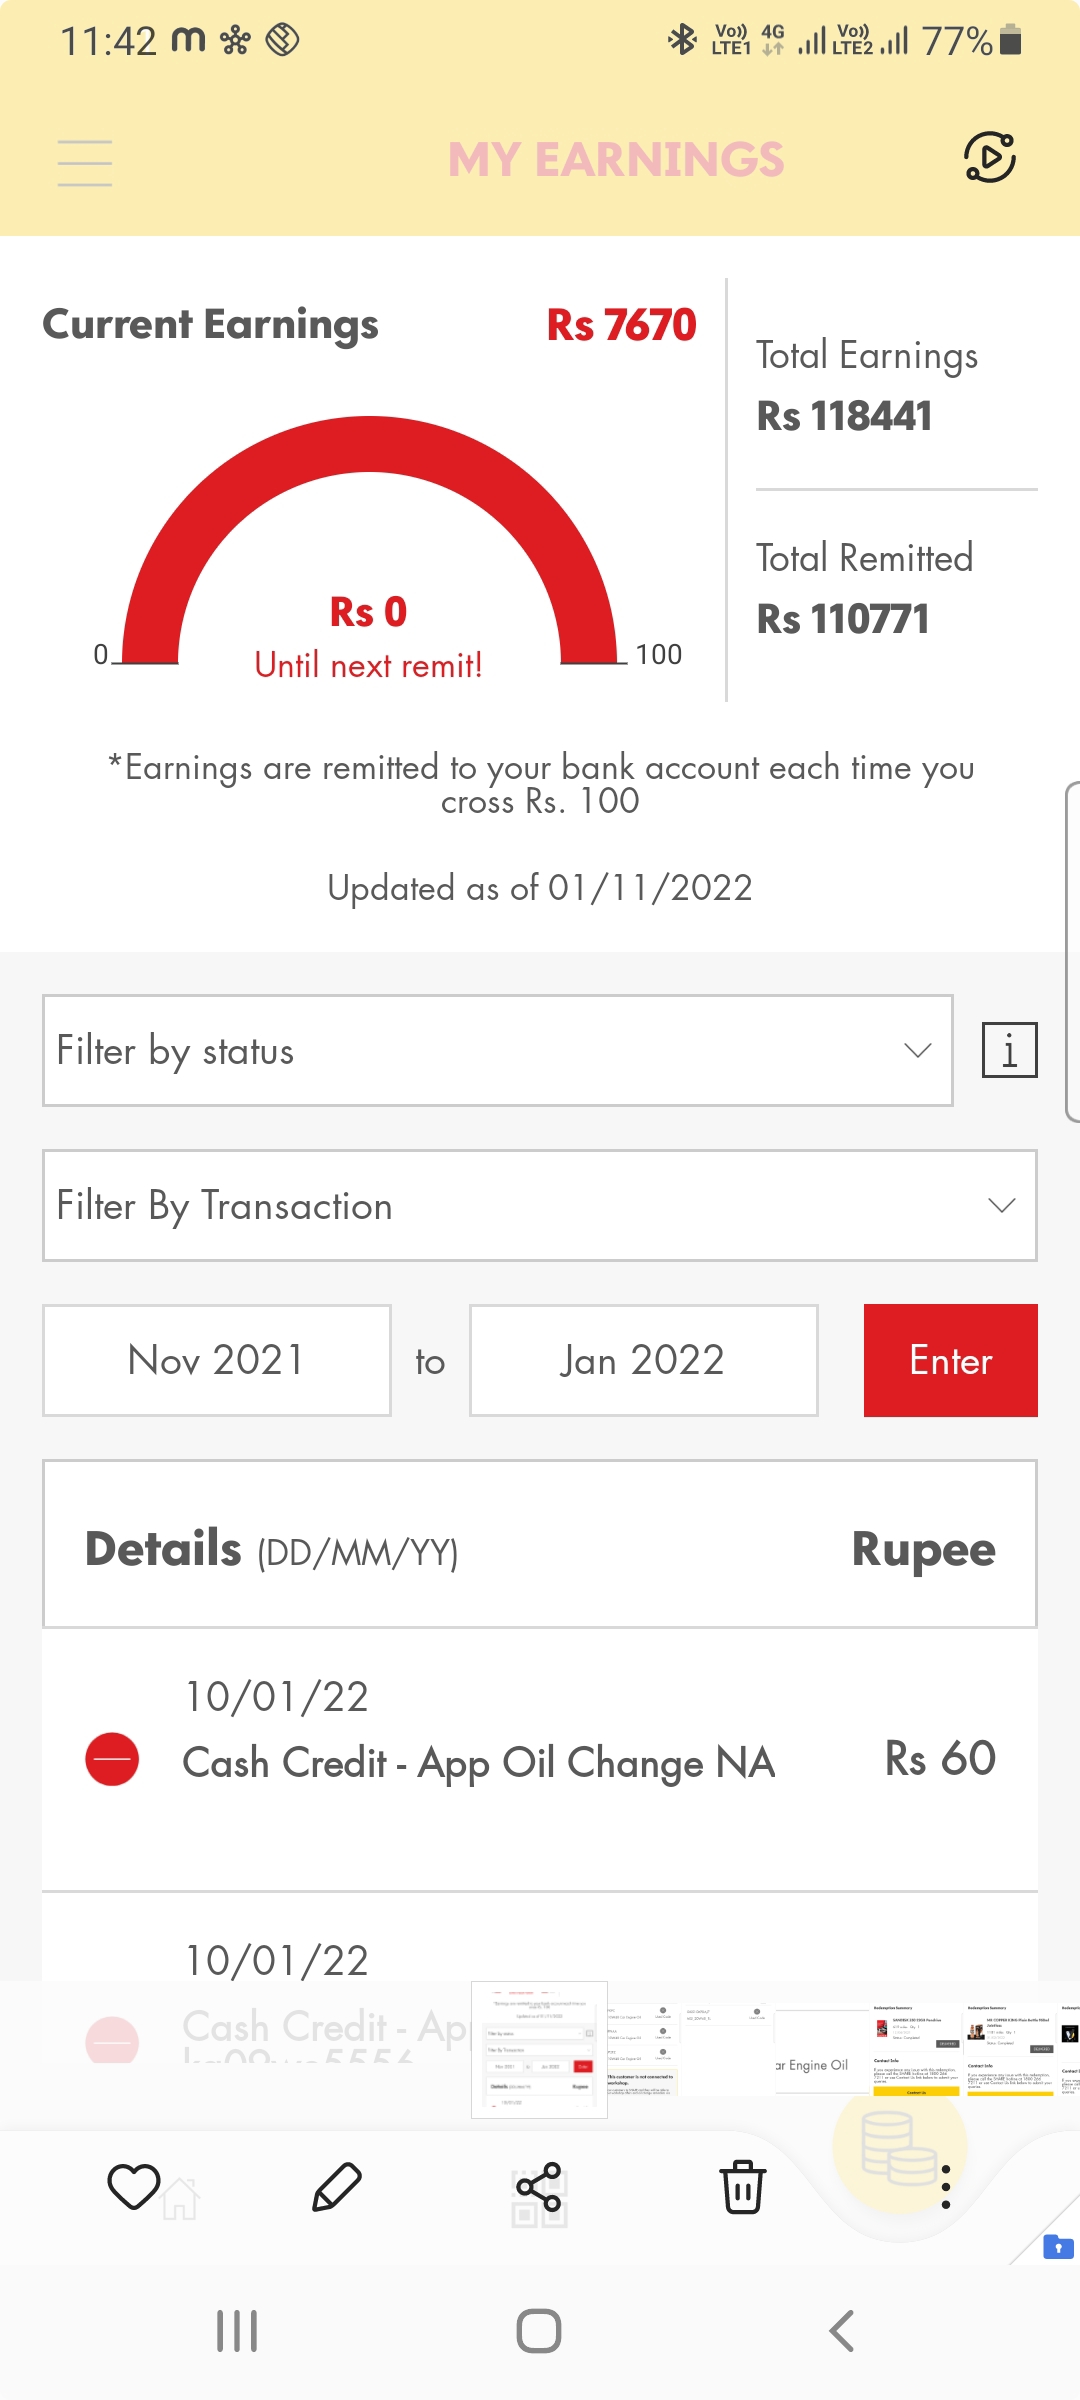 11:42 m Vo)) LTE1 4G Vo)) LTE2 77%
MY EARNINGS
Current Earnings Rs 7670
Total Earnings
Rs 118441
Total Remitted
Rs 110771
Rs 0
0 Until next remit! 100
*Earnings are remitted to your bank account each time you
cross Rs. 100
Updated as of 01/11/2022
Filter by status i
Filter By Transaction
Nov 2021 to Jan 2022 Enter
Details (DD/MM/YY) Rupee
10/01/22
Cash Credit - App Oil Change NA Rs 60
10/01/22
Cash Credit - Ap
ar Engine Oil